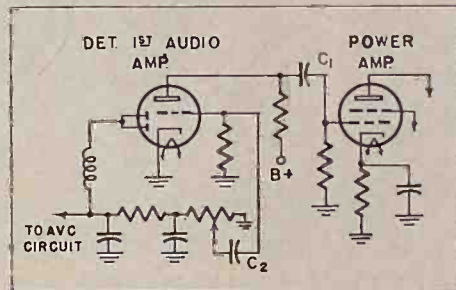 DET. 1ST AUDIO
AMP.
POWER
AMP.
C1
B+
TO AVC
CIRCUIT
C2